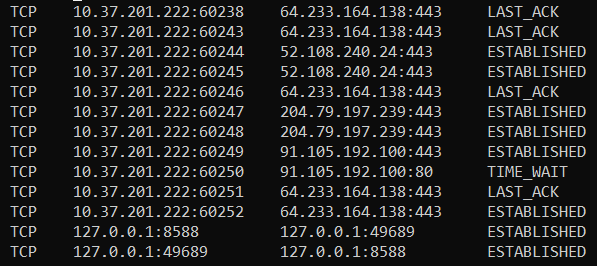 TCP    10.37.201.222:60238    64.233.164.138:443     LAST_ACK
TCP    10.37.201.222:60243    64.233.164.138:443     LAST_ACK
TCP    10.37.201.222:60244    52.108.240.24:443      ESTABLISHED
TCP    10.37.201.222:60245    52.108.240.24:443      ESTABLISHED
TCP    10.37.201.222:60246    64.233.164.138:443     LAST_ACK
TCP    10.37.201.222:60247    204.79.197.239:443     ESTABLISHED
TCP    10.37.201.222:60248    204.79.197.239:443     ESTABLISHED
TCP    10.37.201.222:60249    91.105.192.100:443     ESTABLISHED
TCP    10.37.201.222:60250    91.105.192.100:80      TIME_WAIT
TCP    10.37.201.222:60251    64.233.164.138:443     LAST_ACK
TCP    10.37.201.222:60252    64.233.164.138:443     ESTABLISHED
TCP    127.0.0.1:8588         127.0.0.1:49689        ESTABLISHED
TCP    127.0.0.1:49689        127.0.0.1:8588         ESTABLISHED